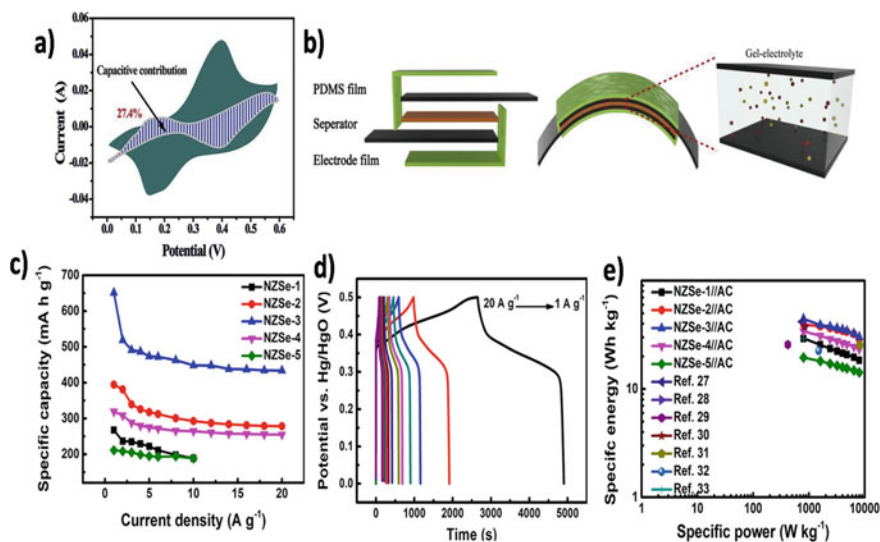 a)
0.06
0.04
0.02
0.00
-0.02
-0.04
Current (A)
Capacitive contribution
27.4%
0.0 0.1 0.2 0.3 0.4 0.5 0.6
Potential (V)
b)
PDMS film
Seperator
Electrode film
Gel-electrolyte
c)
700
600
500
400
300
200
Specific capacity (mA h g⁻¹)
NZSe-1
NZSe-2
NZSe-3
NZSe-4
NZSe-5
0 5 10 15 20
Current density (A g⁻¹)
d)
0.5
0.4
0.3
0.2
0.1
0.0
Potential vs. Hg/HgO (V)
20 A g⁻¹ 1 A g⁻¹
0 1000 2000 3000 4000 5000
Time (s)
e)
10
1
Specifc energy (Wh kg⁻¹)
NZSe-1//AC
NZSe-2//AC
NZSe-3//AC
NZSe-4//AC
NZSe-5//AC
Ref. 27
Ref. 28
Ref. 29
Ref. 30
Ref. 31
Ref. 32
Ref. 33
1 10 100 1000 10000
Specific power (W kg⁻¹)